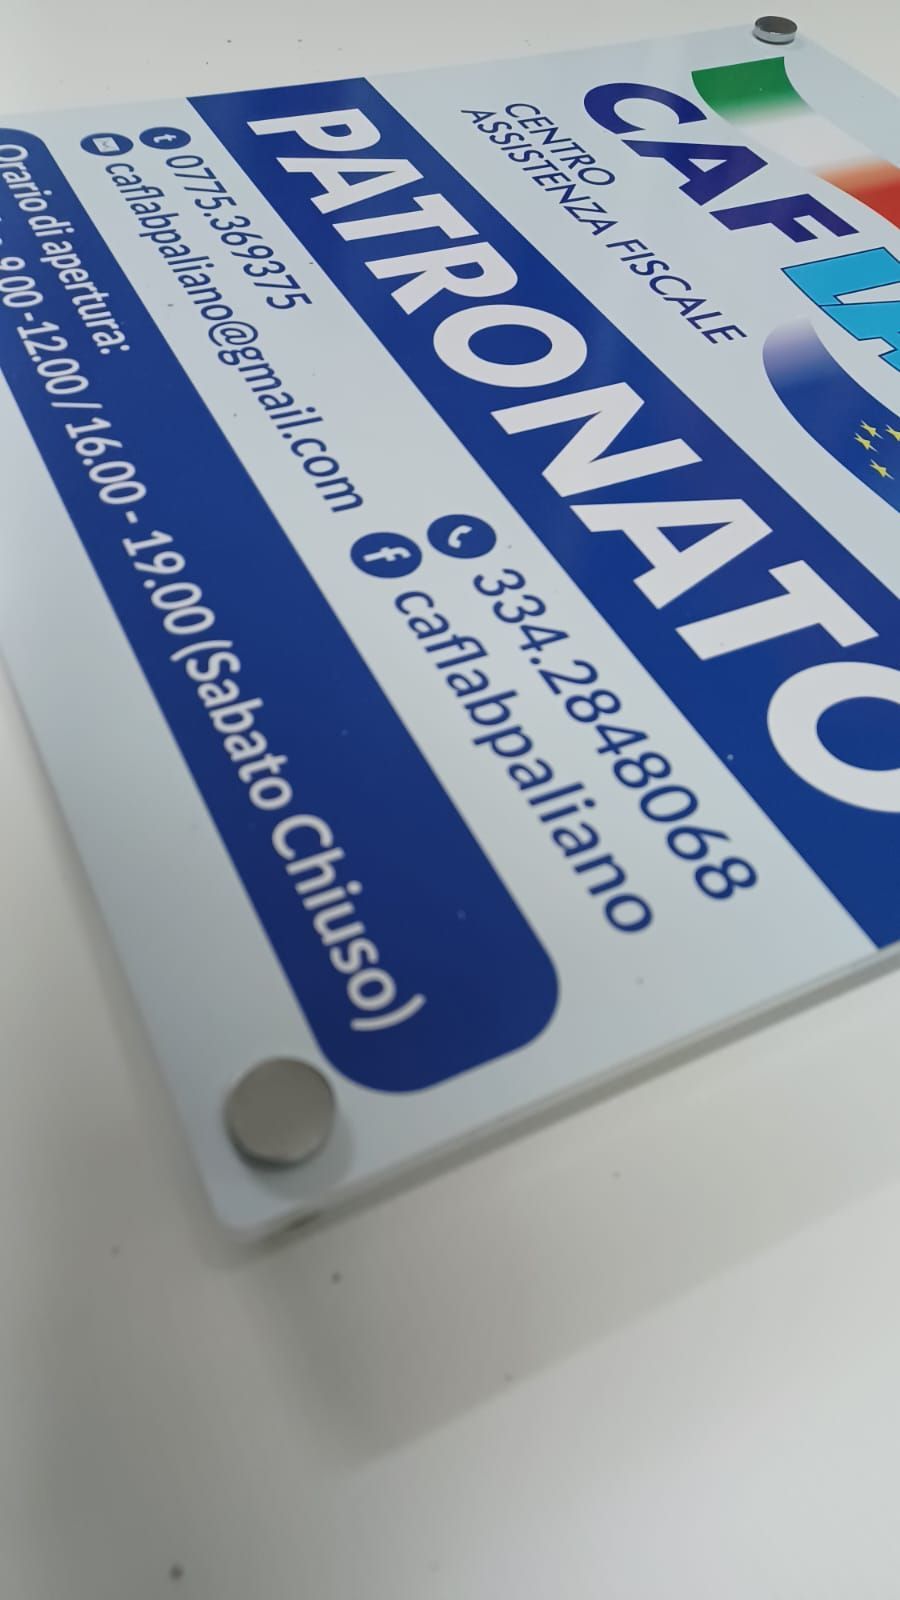 CAF
CENTRO
ASSISTENZA FISCALE
PATRONATO
t 0775.369375
334.2848068
caflabpaliano@gmail.com
f caflabpaliano
Orario di apertura:
9.00 -12.00 / 16.00 - 19.00 (Sabato Chiuso)